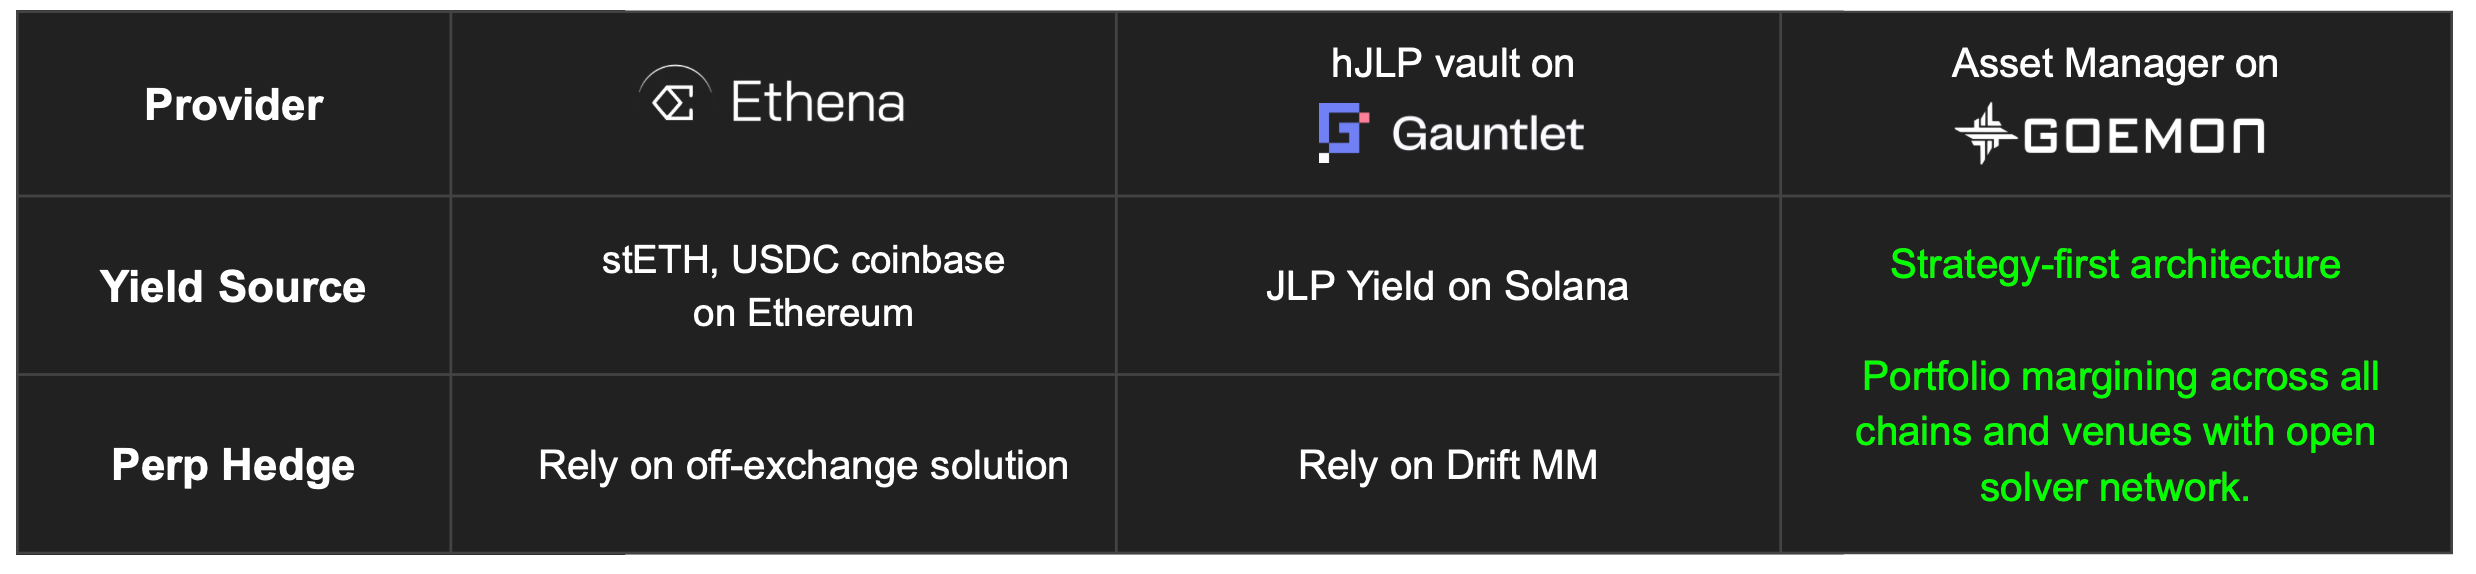 Provider
Ethena
hJLP vault on
Gauntlet
Asset Manager on
GOEMON
Yield Source
stETH, USDC coinbase
on Ethereum
JLP Yield on Solana
Strategy-first architecture
Portfolio margining across all
chains and venues with open
solver network.
Perp Hedge
Rely on off-exchange solution
Rely on Drift MM